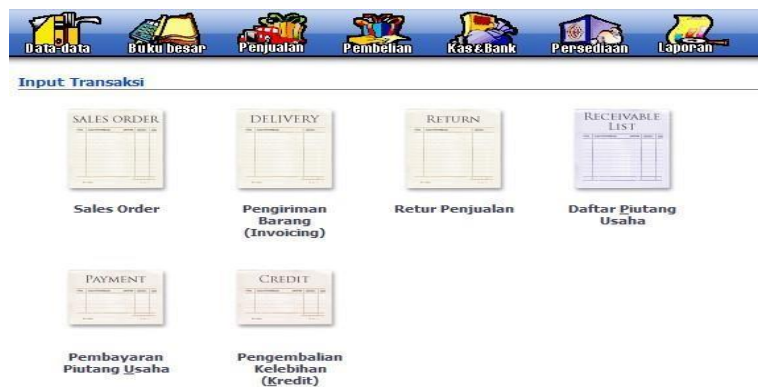 Data-data Buku besar Penjualan Pembelian Kas&Bank Persediaan Laporan
Input Transaksi
SALES ORDER DELIVERY RETURN RECEIVABLE
LIST
Sales Order Pengiriman
Barang
(Invoicing) Retur Penjualan Daftar Piutang
Usaha
PAYMENT CREDIT
Pembayaran
Piutang Usaha Pengembalian
Kelebihan
(Kredit)